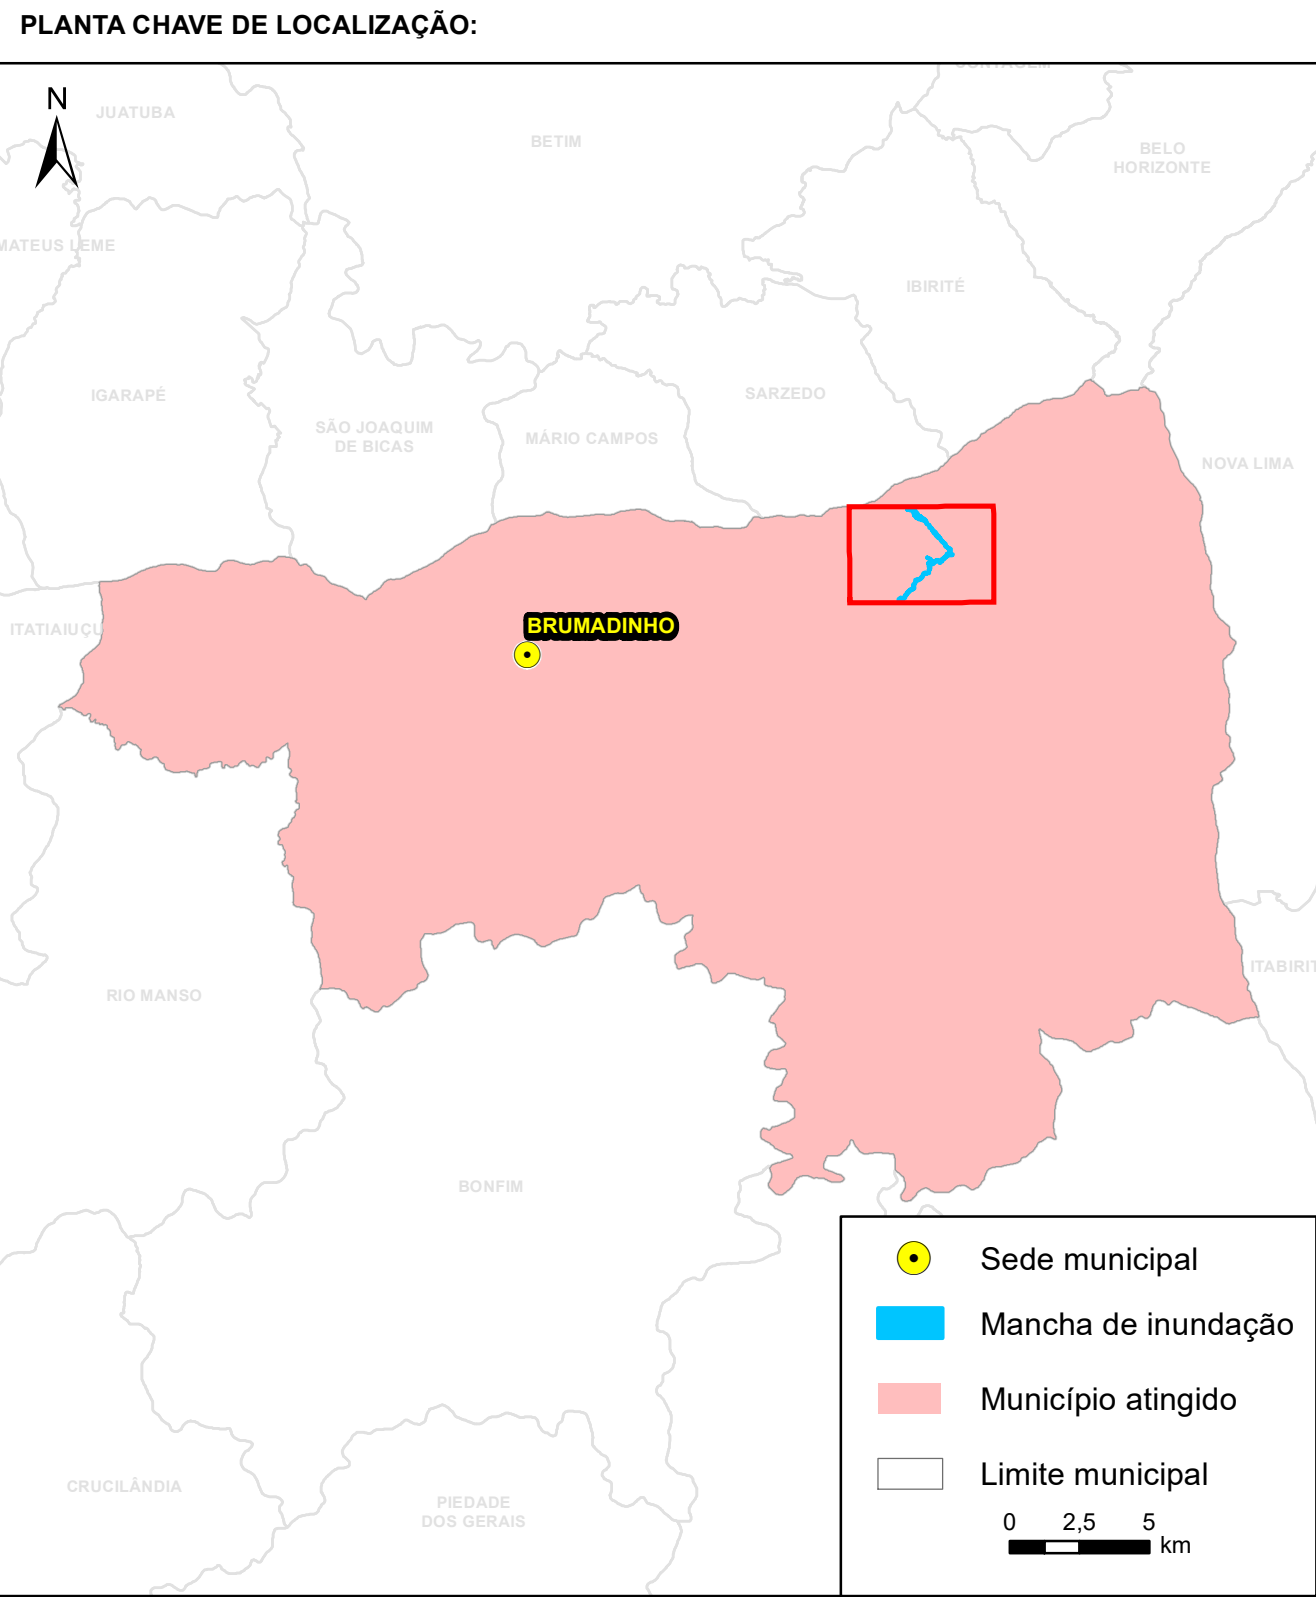 PLANTA CHAVE DE LOCALIZAÇÃO:
N
JUATUBA
BETIM
BELO
HORIZONTE
MATEUS LEME
IBIRITÉ
IGARAPÉ
SARZEDO
SÃO JOAQUIM
DE BICAS
MÁRIO CAMPOS
NOVA LIMA
ITATIAIUÇU
BRUMADINHO
ITABIRIT
RIO MANSO
BONFIM
CRUCILÂNDIA
PIEDADE
DOS GERAIS
Sede municipal
Mancha de inundação
Município atingido
Limite municipal
0 2,5 5
km